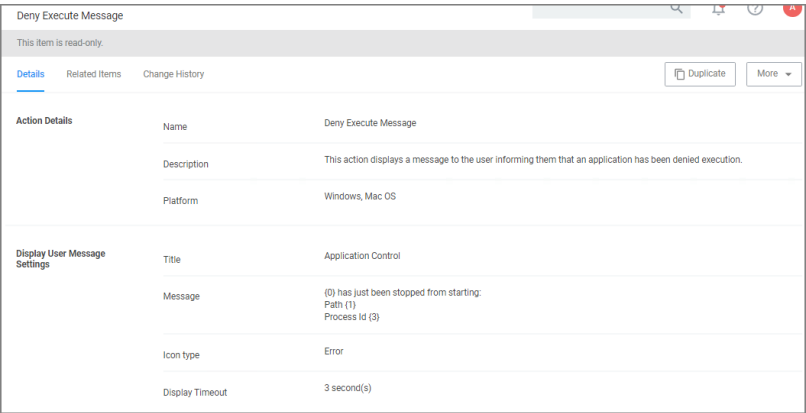 Deny Execute Message
A
This item is read-only.
Details Related Items Change History Duplicate More
Action Details
Name Deny Execute Message
Description This action displays a message to the user informing them that an application has been denied execution.
Platform Windows, Mac OS
Display User Message
Settings
Title Application Control
Message {0} has just been stopped from starting:
Path {1}
Process Id {3}
Icon type Error
Display Timeout 3 second(s)